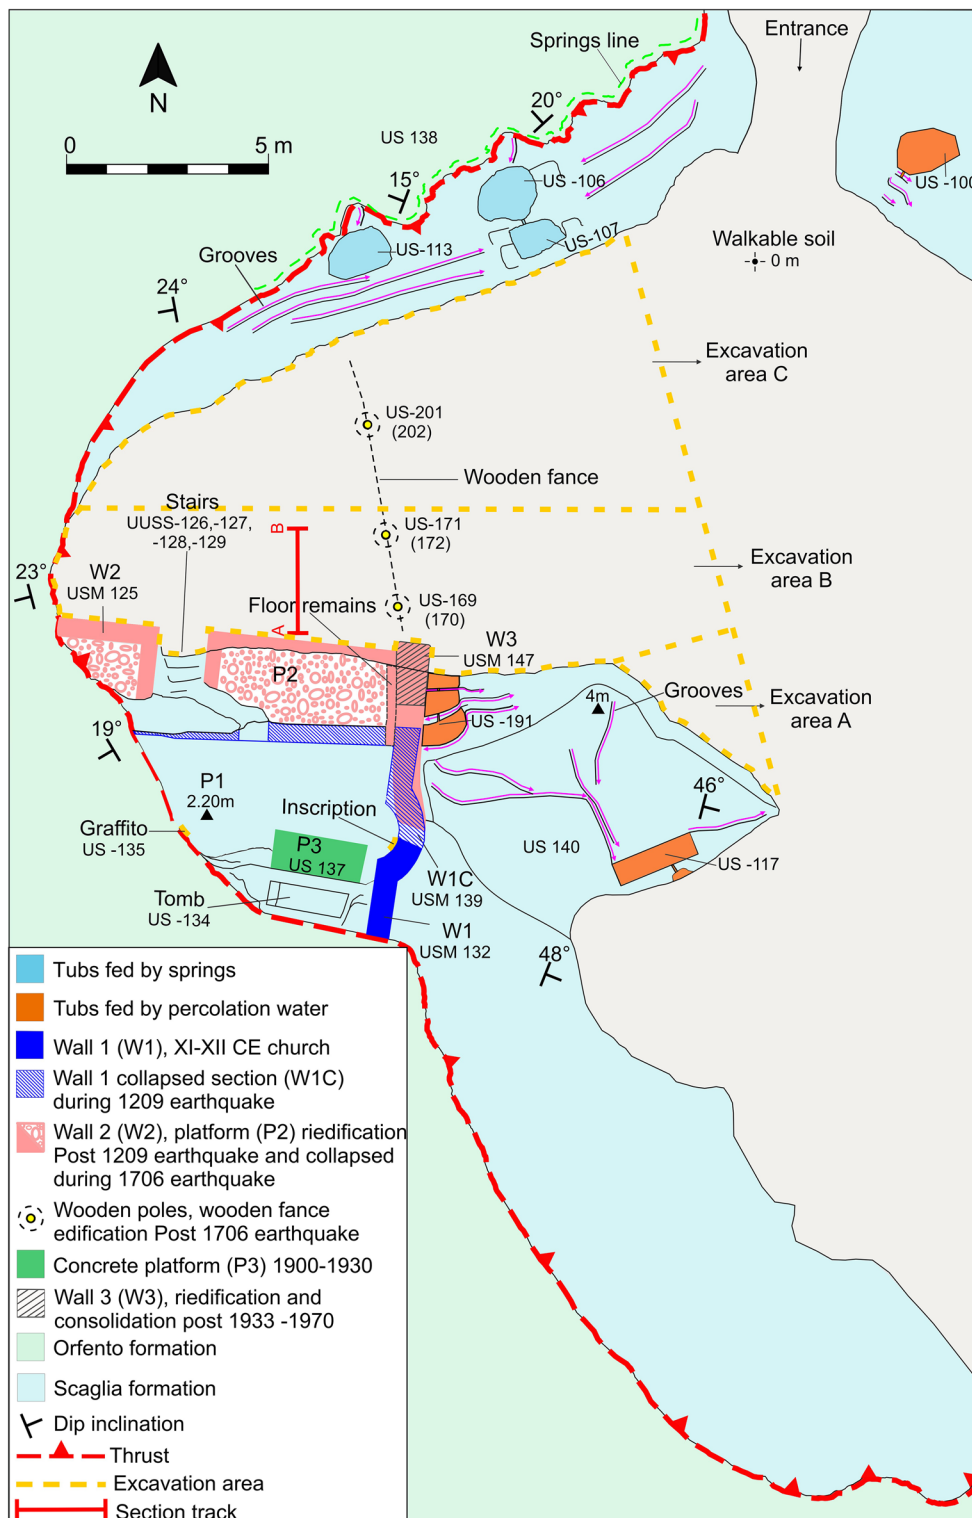 Entrance
Springs line
N
0
5 m
20°
US 138
15°
US -106
US -100
US-107
US-113
Walkable soil
0 m
Grooves
24°
Excavation
area C
US-201
(202)
Wooden fance
Stairs
UUSS-126,-127,
-128,-129
B
US-171
(172)
Excavation
area B
23°
W2
USM 125
Floor remains
US-169
(170)
A
W3
USM 147
P2
4m
Grooves
Excavation
area A
19°
US -191
P1
2.20m
Inscription
46°
Graffito
US -135
P3
US 137
US 140
US -117
W1C
USM 139
Tomb
US -134
W1
USM 132
48°
Tubs fed by springs
Tubs fed by percolation water
Wall 1 (W1), XI-XII CE church
Wall 1 collapsed section (W1C)
during 1209 earthquake
Wall 2 (W2), platform (P2) riedification
Post 1209 earthquake and collapsed
during 1706 earthquake
Wooden poles, wooden fance
edification Post 1706 earthquake
Concrete platform (P3) 1900-1930
Wall 3 (W3), riedification and
consolidation post 1933 -1970
Orfento formation
Scaglia formation
Dip inclination
Thrust
Excavation area
Section track